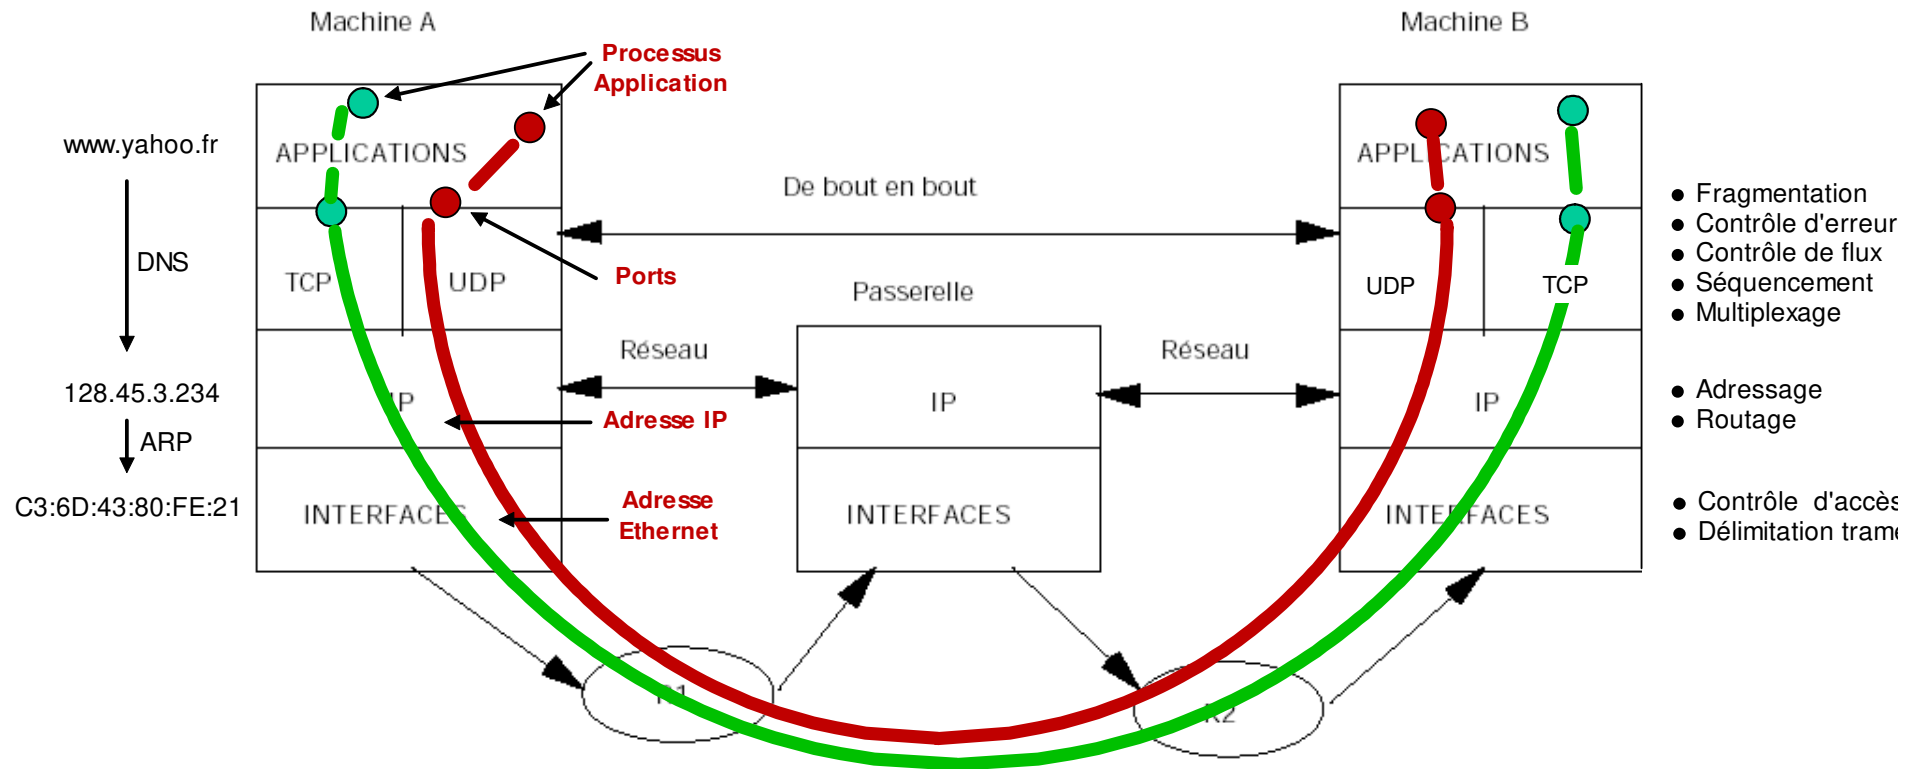 Machine A
Machine B
Processus
Application
www.yahoo.fr
APPLICATIONS
APPLICATIONS
De bout en bout
● Fragmentation
● Contrôle d'erreur
● Contrôle de flux
● Séquencement
● Multiplexage
DNS
TCP
UDP
Ports
Passerelle
UDP
TCP
Réseau
Réseau
128.45.3.234
IP
Adresse IP
IP
IP
● Adressage
● Routage
ARP
C3:6D:43:80:FE:21
INTERFACES
Adresse
Ethernet
INTERFACES
INTERFACES
● Contrôle d'accès
● Délimitation trame
R1
R2